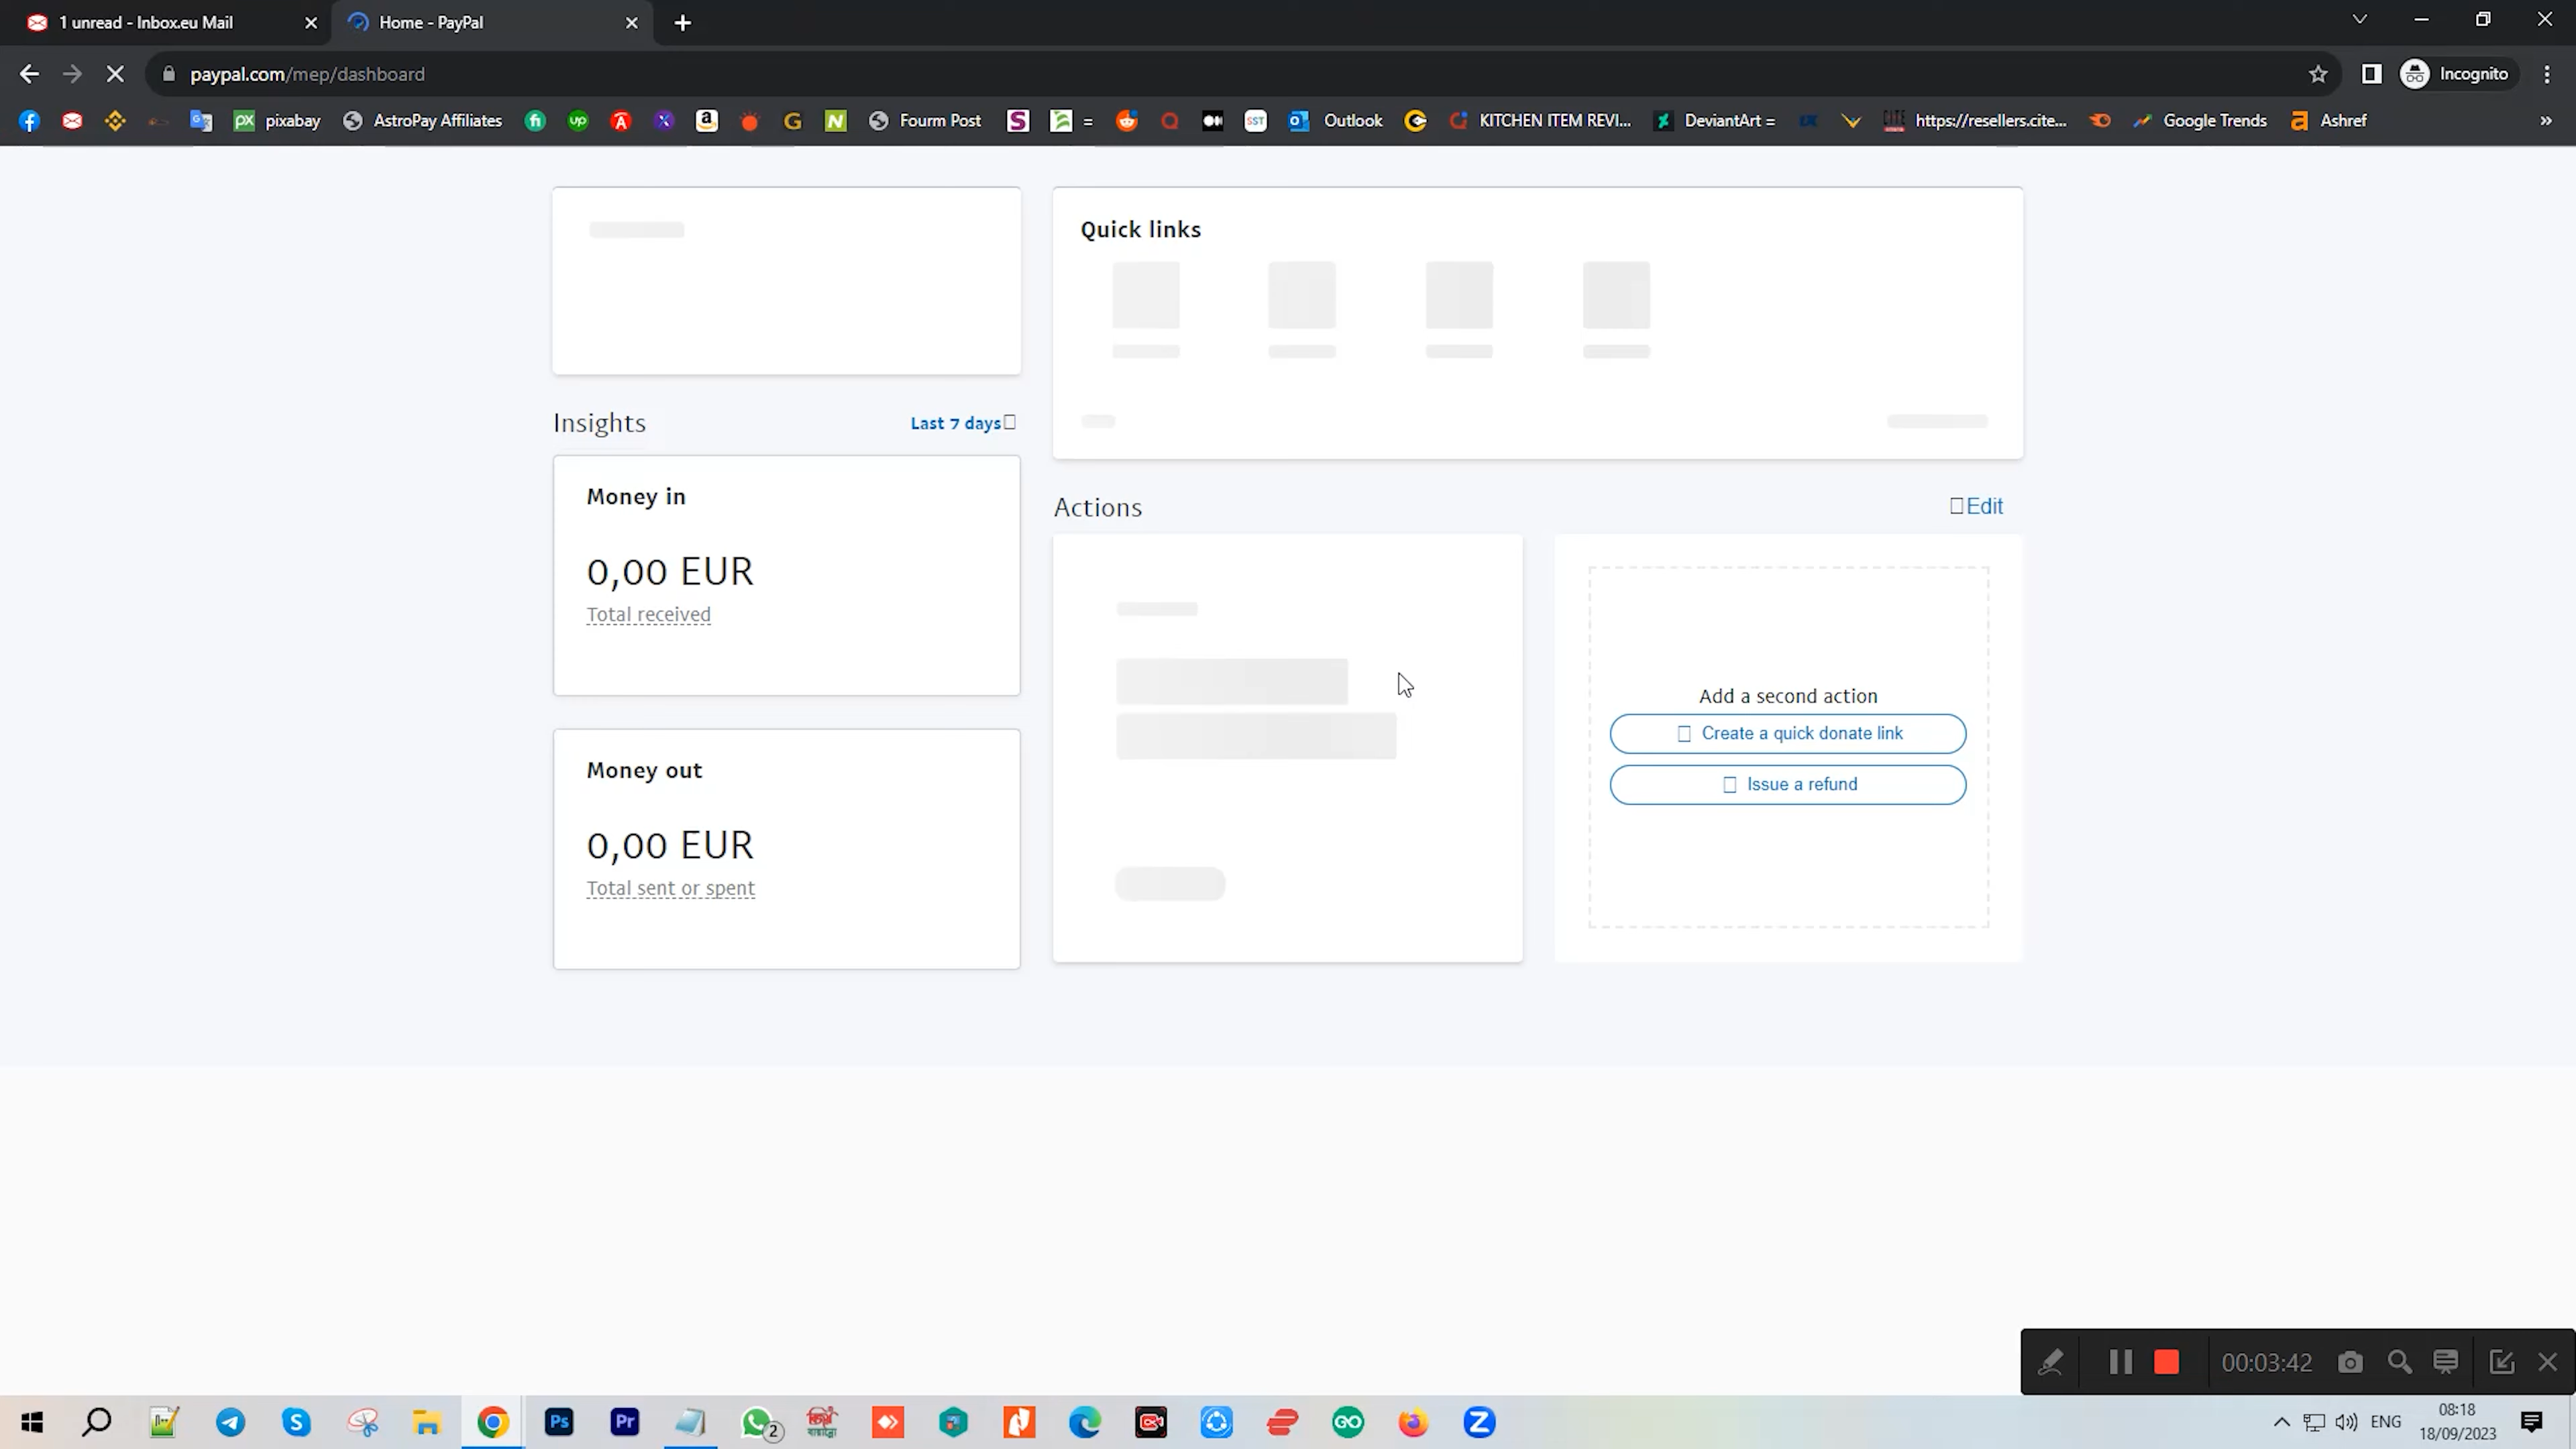 1 unread - Inbox.eu Mail
Home - PayPal
paypal.com/mep/dashboard
Incognito
pixabay
AstroPay Affiliates
Fourm Post
=
Outlook
KITCHEN ITEM REVI...
DeviantArt =
https://resellers.cite...
Google Trends
Ashref
»
Quick links
Insights
Last 7 days
Money in
0,00 EUR
Total received
Actions
Edit
Add a second action
Create a quick donate link
Issue a refund
Money out
0,00 EUR
Total sent or spent
00:03:42
2
ENG
08:18
18/09/2023